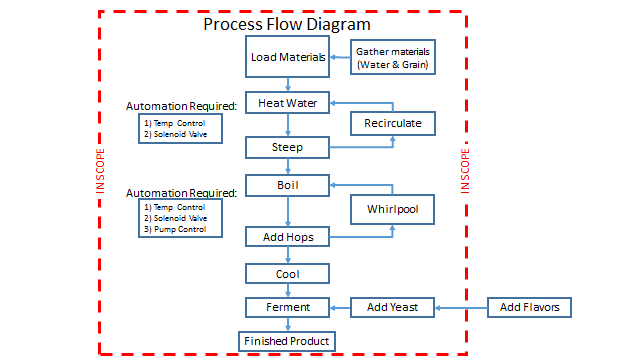 Process Flow Diagram
Load Materials
Gather materials
(Water & Grain)
Heat Water
Automation Required:
1) Temp Control
2) Solenoid Valve
Recirculate
Steep
IN SCOPE
IN SCOPE
Boil
Automation Required:
1) Temp Control
2) Solenoid Valve
3) Pump Control
Whirlpool
Add Hops
Cool
Ferment
Add Yeast
Add Flavors
Finished Product